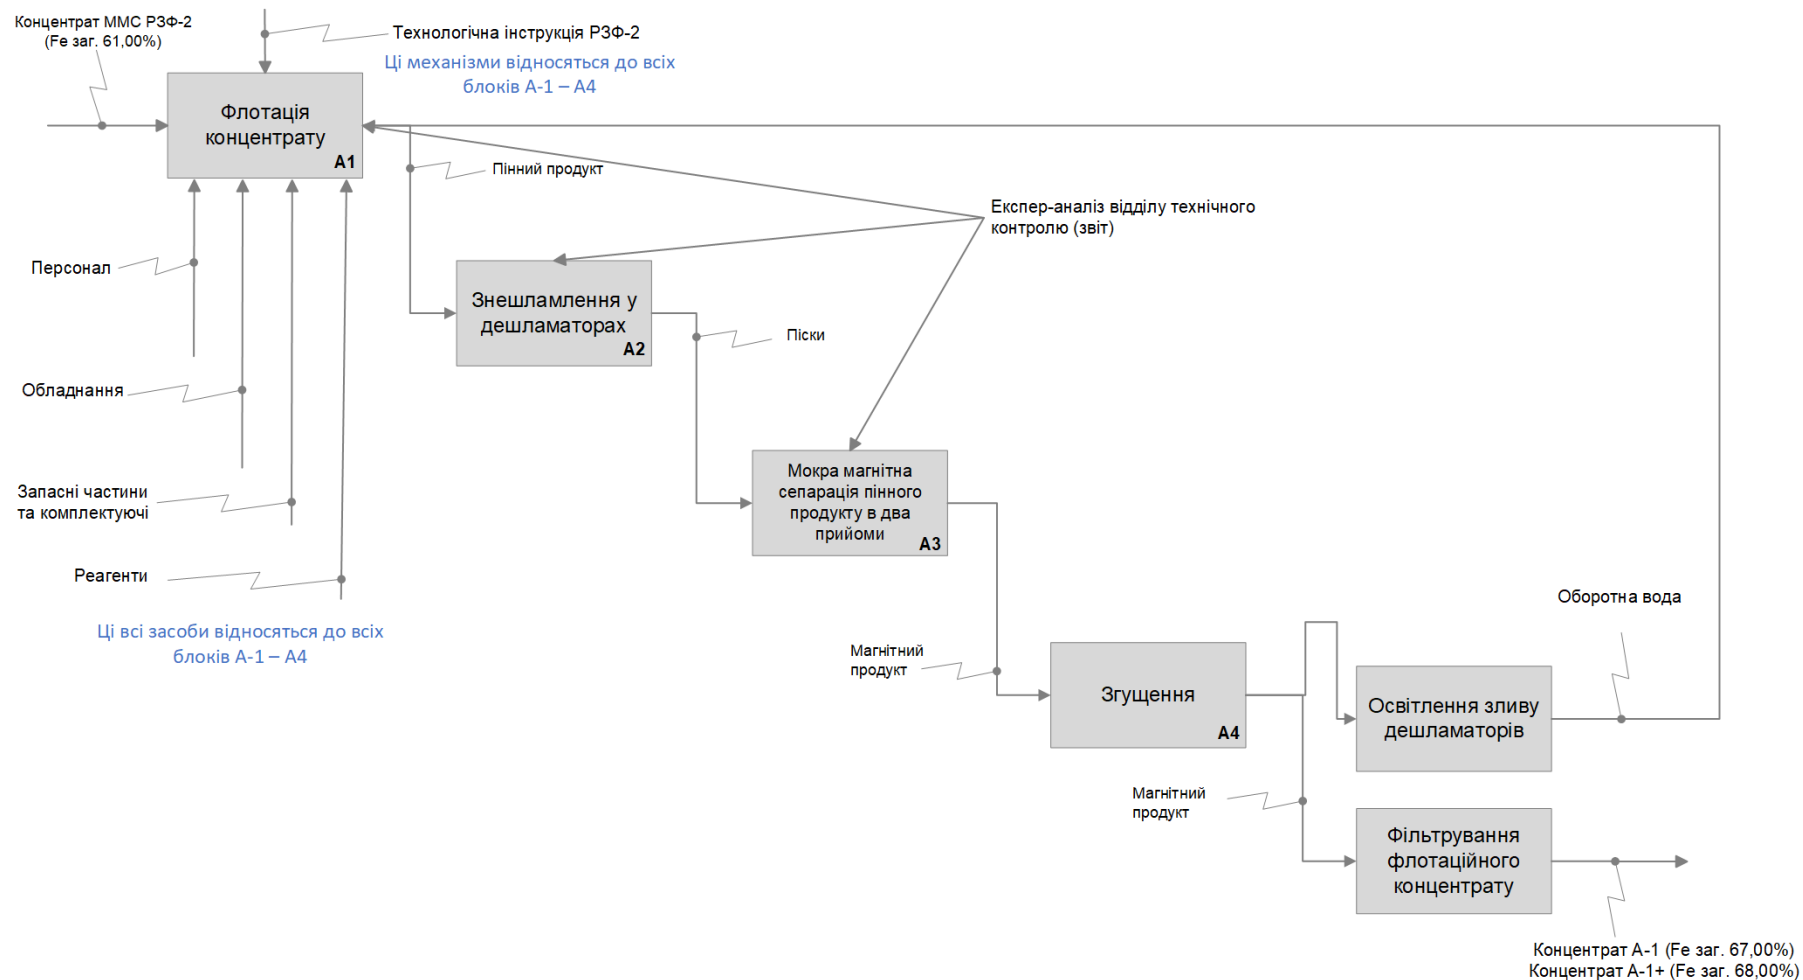 Концентрат ММС РЗФ-2
(Fe заг. 61,00%)
Технологічна інструкція РЗФ-2
Ці механізми відносяться до всіх
блоків А-1 – А4
Флотація
концентрату
А1
Пінний продукт
Експер-аналіз відділу технічного
контролю (звіт)
Персонал
Знешламлення у
дешламаторах
А2
Піски
Обладнання
Запасні частини
та комплектуючі
Мокра магнітна
сепарація пінного
продукту в два
прийоми
А3
Реагенти
Ці всі засоби відносяться до всіх
блоків А-1 – А4
Оборотна вода
Магнітний
продукт
Згущення
А4
Освітлення зливу
дешламаторів
Магнітний
продукт
Фільтрування
флотаційного
концентрату
Концентрат А-1 (Fe заг. 67,00%)
Концентрат А-1+ (Fe заг. 68,00%)